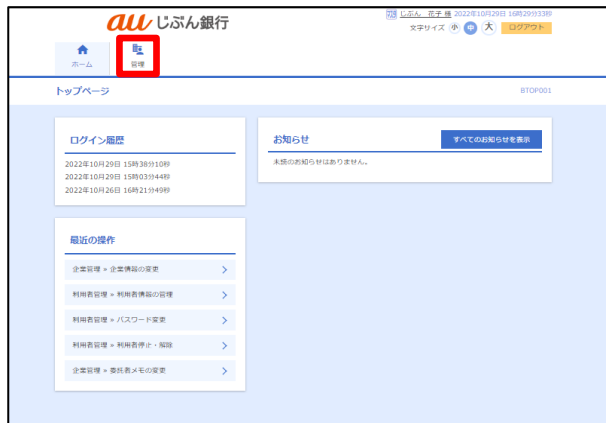 au じぶん銀行
じぶん 花子 様 2022年10月29日 16時29分33秒
文字サイズ 小 中 大 ログアウト
ホーム 管理
トップページ BTOP001
ログイン履歴
2022年10月29日 15時38分10秒
2022年10月29日 15時03分44秒
2022年10月26日 16時21分49秒
お知らせ すべてのお知らせを表示
未読のお知らせはありません。
最近の操作
企業管理 » 企業情報の変更
利用者管理 » 利用者情報の管理
利用者管理 » パスワード変更
利用者管理 » 利用者停止・解除
企業管理 » 委託者メモの変更